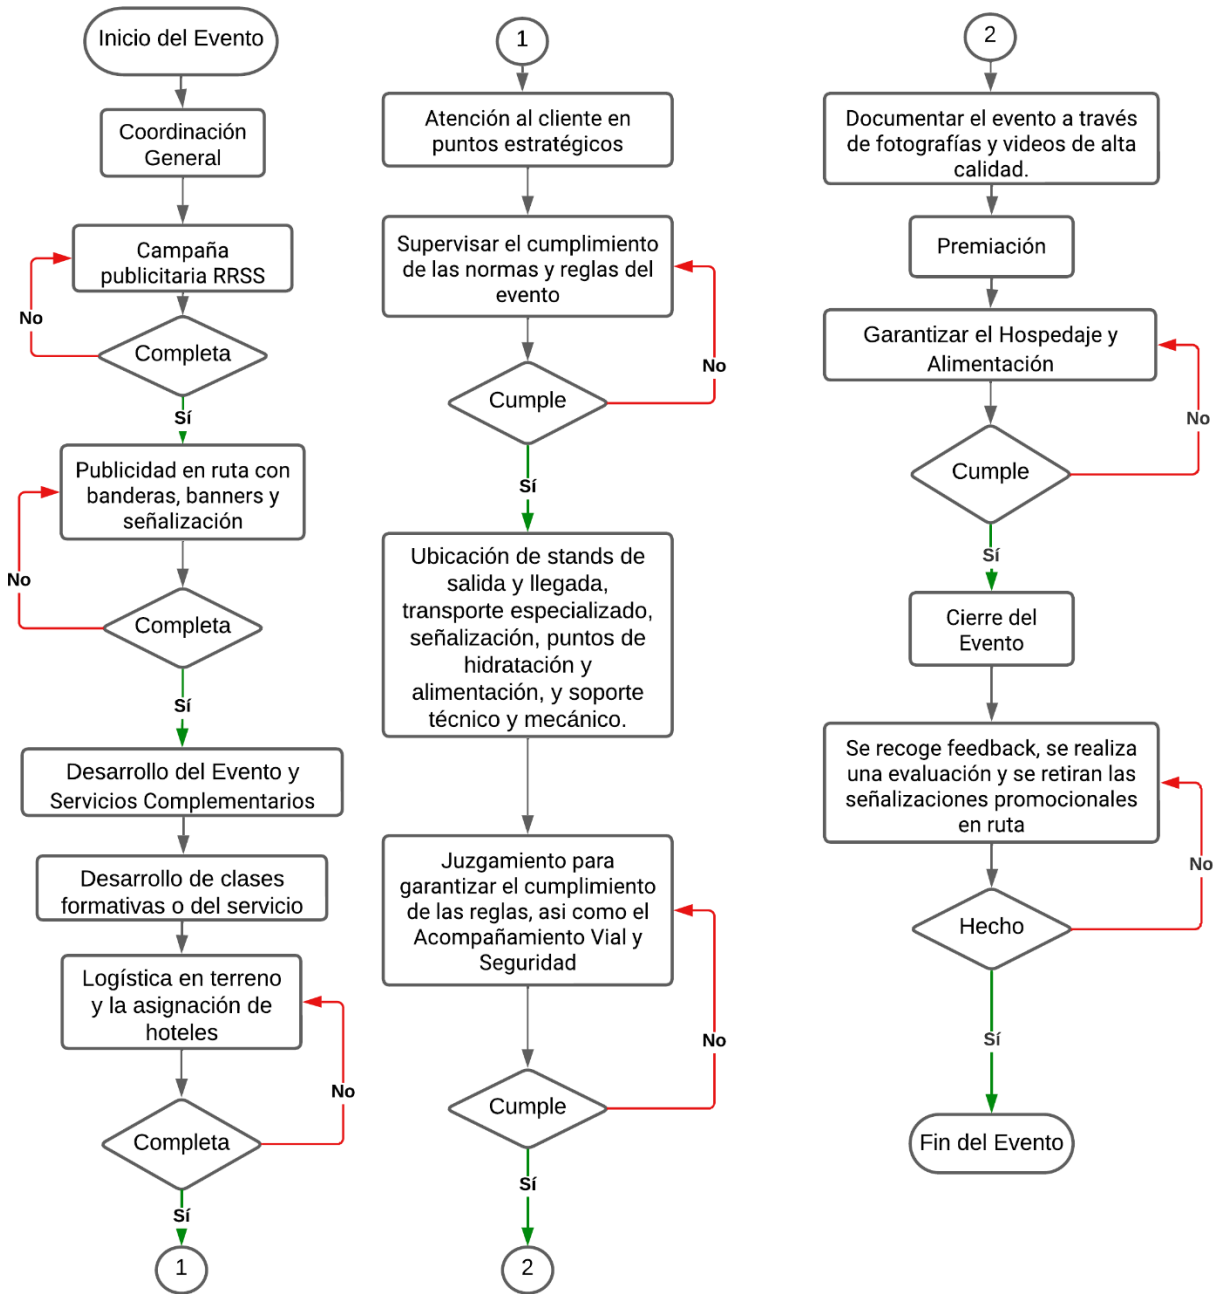 Inicio del Evento
Coordinación
General
Campaña
publicitaria RRSS
No
Completa
Sí
Publicidad en ruta con
banderas, banners y
señalización
No
Completa
Sí
Desarrollo del Evento y
Servicios Complementarios
Desarrollo de clases
formativas o del servicio
Logística en terreno
y la asignación de
hoteles
No
Completa
Sí
1
1
Atención al cliente en
puntos estratégicos
Supervisar el cumplimiento
de las normas y reglas del
evento
No
Cumple
Sí
Ubicación de stands de
salida y llegada,
transporte especializado,
señalización, puntos de
hidratación y
alimentación, y soporte
técnico y mecánico.
Juzgamiento para
garantizar el cumplimiento
de las reglas, asi como el
Acompañamiento Vial y
Seguridad
No
Cumple
Sí
2
2
Documentar el evento a través
de fotografías y videos de alta
calidad.
Premiación
Garantizar el Hospedaje y
Alimentación
No
Cumple
Sí
Cierre del
Evento
Se recoge feedback, se realiza
una evaluación y se retiran las
señalizaciones promocionales
en ruta
No
Hecho
Sí
Fin del Evento